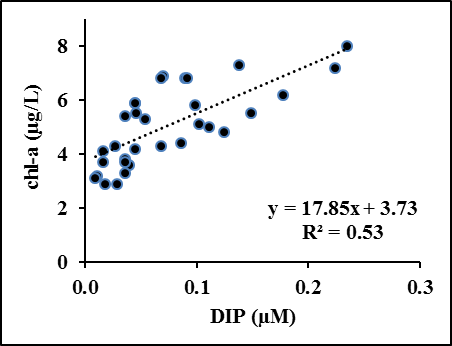 8
6
4
2
0
chl-a (µg/L)
y = 17.85x + 3.73
R² = 0.53
0.0 0.1 0.2 0.3
DIP (µM)